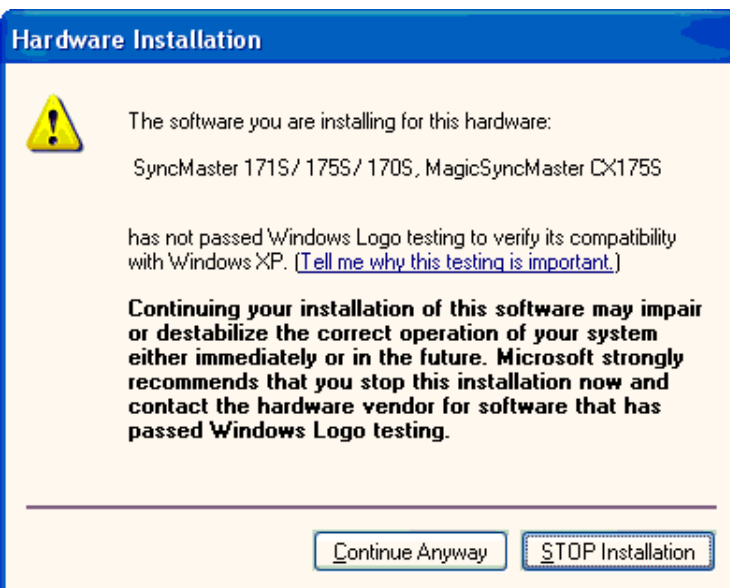 Hardware Installation
The software you are installing for this hardware:
SyncMaster 171S/ 175S/ 170S, MagicSyncMaster CX175S
has not passed Windows Logo testing to verify its compatibility
with Windows XP. (Tell me why this testing is important.)
Continuing your installation of this software may impair
or destabilize the correct operation of your system
either immediately or in the future. Microsoft strongly
recommends that you stop this installation now and
contact the hardware vendor for software that has
passed Windows Logo testing.
Continue Anyway STOP Installation